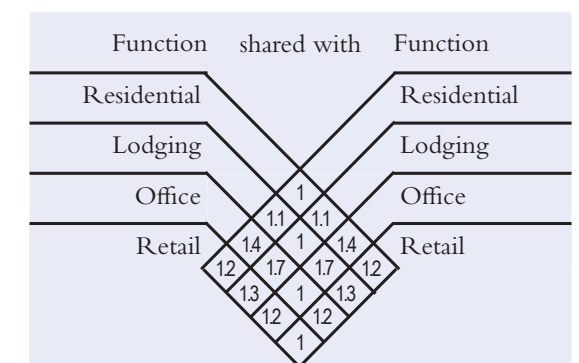 Function shared with Function
Residential Residential
Lodging Lodging
Office Office
Retail Retail
1
1.1 1.1
1.4 1 1.4
1.2 1.7 1.7 1.2
1.3 1 1.3
1.2 1.2
1